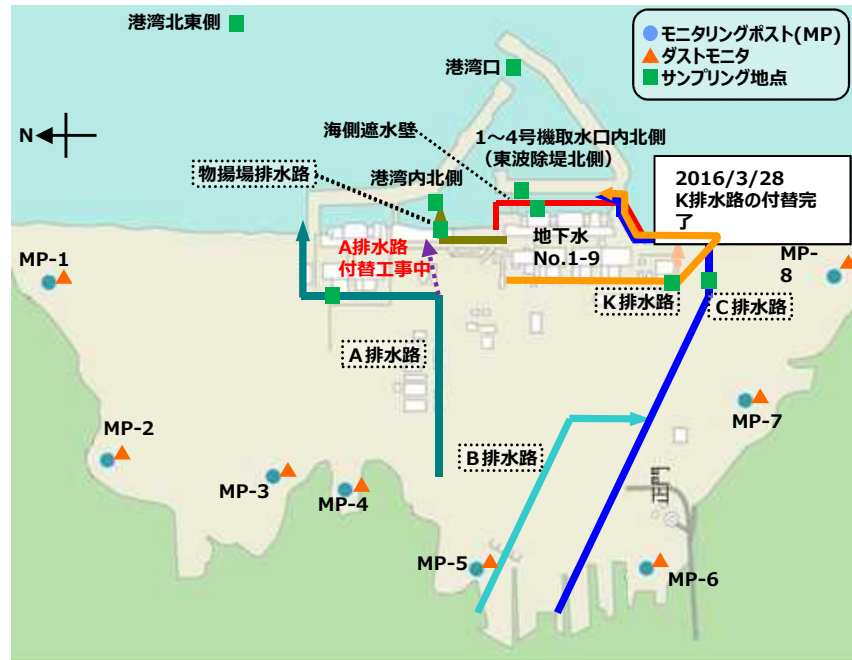 港湾北東側
モニタリングポスト(MP)
ダストモニタ
サンプリング地点
港湾口
N
海側遮水壁
1～4号機取水口内北側
(東波除堤北側)
物揚場排水路
港湾内北側
2016/3/28
K排水路の付替完
了
A排水路
付替工事中
地下水
No.1-9
MP-1
MP-
8
K排水路
C排水路
A排水路
MP-7
MP-2
B排水路
MP-3
MP-4
正門
MP-5
MP-6